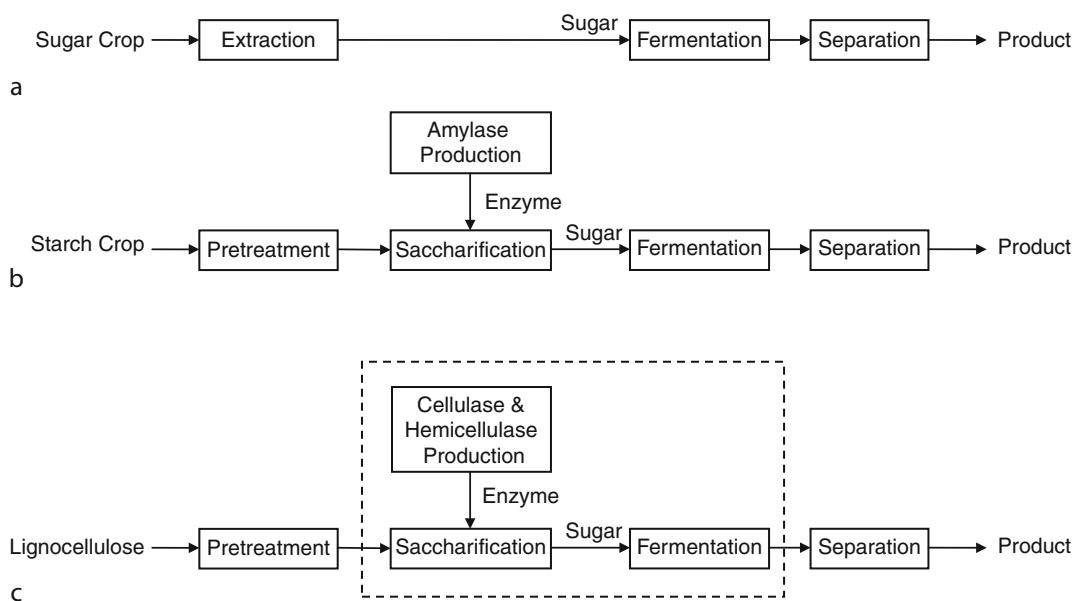 Sugar Crop
Extraction
Sugar
Fermentation
Separation
Product
a
Amylase
Production
Enzyme
Starch Crop
Pretreatment
Saccharification
Sugar
Fermentation
Separation
Product
b
Cellulase &
Hemicellulase
Production
Enzyme
Lignocellulose
Pretreatment
Saccharification
Sugar
Fermentation
Separation
Product
c